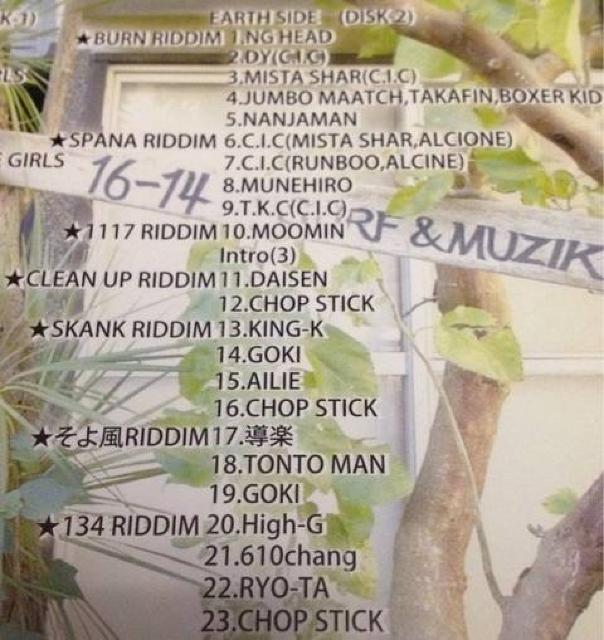 K-1) EARTH SIDE (DISK-2)
★BURN RIDDIM 1.NG HEAD
2.DY(C.I.C)
3.MISTA SHAR(C.I.C)
4.JUMBO MAATCH,TAKAFIN,BOXER KID
5.NANJAMAN
★SPANA RIDDIM 6.C.I.C(MISTA SHAR,ALCIONE)
GIRLS 7.C.I.C(RUNBOO,ALCINE)
16-14
8.MUNEHIRO
9.T.K.C(C.I.C)
RF & MUZIK
★1117 RIDDIM 10.MOOMIN
Intro(3)
★CLEAN UP RIDDIM 11.DAISEN
12.CHOP STICK
★SKANK RIDDIM 13.KING-K
14.GOKI
15.AILIE
16.CHOP STICK
★そよ風RIDDIM 17.導楽
18.TONTO MAN
19.GOKI
★134 RIDDIM 20.High-G
21.610chang
22.RYO-TA
23.CHOP STICK